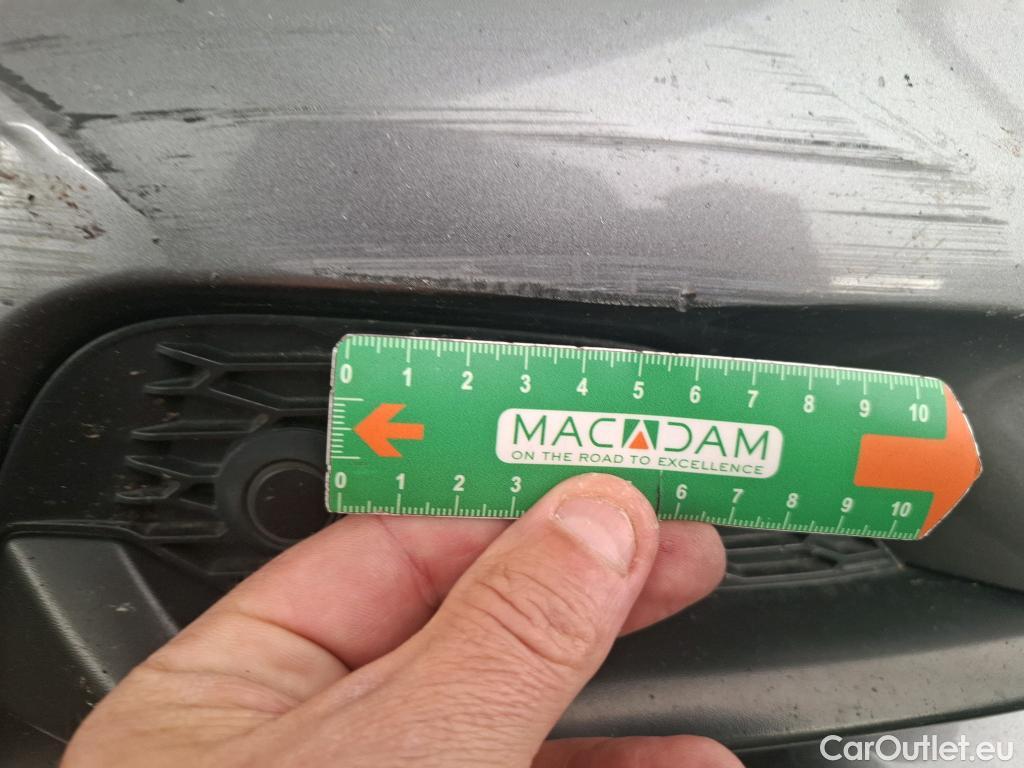 0 1 2 3 4 5 6 7 8 9 10
MACADAM
ON THE ROAD TO EXCELLENCE
0 1 2 3 6 7 8 9 10
CarOutlet.eu